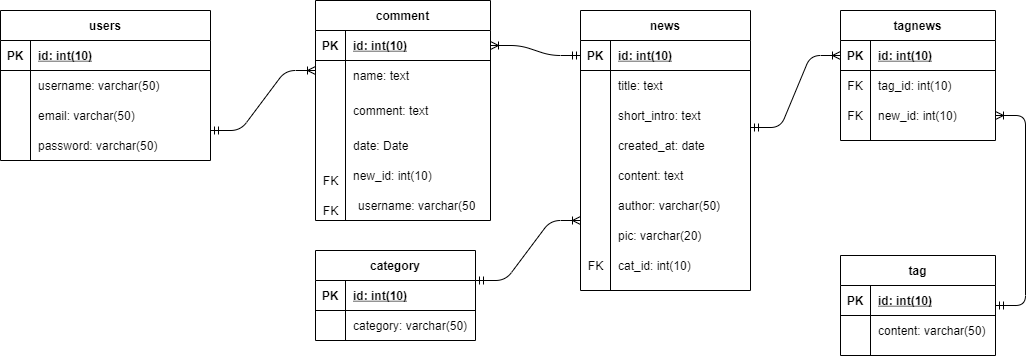 users
PK id: int(10)
username: varchar(50)
email: varchar(50)
password: varchar(50)
comment
PK id: int(10)
name: text
comment: text
date: Date
FK new_id: int(10)
FK username: varchar(50
category
PK id: int(10)
category: varchar(50)
news
PK id: int(10)
title: text
short_intro: text
created_at: date
content: text
author: varchar(50)
pic: varchar(20)
FK cat_id: int(10)
tagnews
PK id: int(10)
FK tag_id: int(10)
FK new_id: int(10)
tag
PK id: int(10)
content: varchar(50)